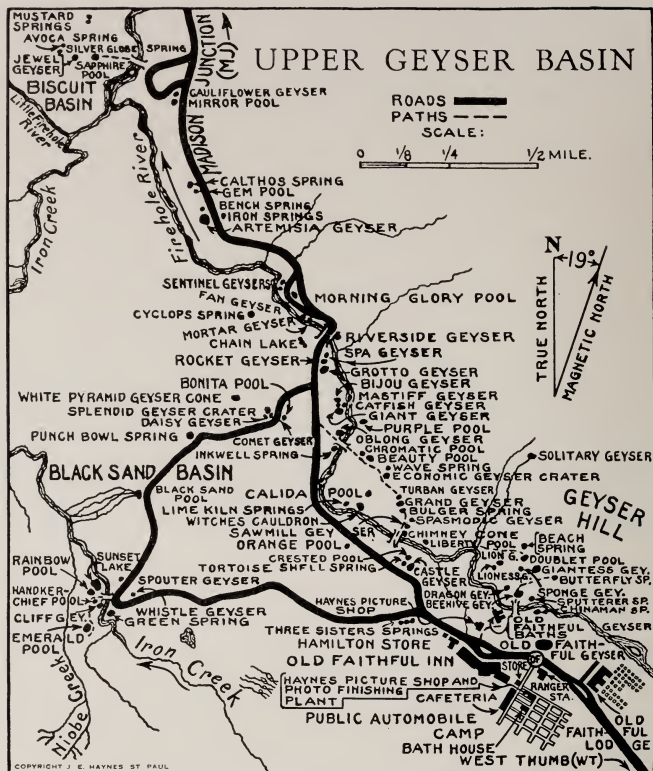 MUSTARD
SPRINGS
AVOCA SPRING
SILVER GLOBE SPRING
JEWEL
GEYSER
SAPPHIRE
POOL
BISCUIT
BASIN
Little Firehole
River
Iron Creek
Firehole River
MADISON JUNCTION
(MJ)
UPPER GEYSER BASIN
ROADS
PATHS
SCALE:
0 1/8 1/4 1/2 MILE.
CAULIFLOWER GEYSER
MIRROR POOL
CALTHOS SPRING
GEM POOL
BENCH SPRING
IRON SPRINGS
ARTEMISIA GEYSER
N
19°
TRUE NORTH
MAGNETIC NORTH
SENTINEL GEYSERS
FAN GEYSER
MORNING GLORY POOL
CYCLOPS SPRING
MORTAR GEYSER
CHAIN LAKE
RIVERSIDE GEYSER
ROCKET GEYSER
SPA GEYSER
GROTTO GEYSER
BONITA POOL
BIJOU GEYSER
MASTIFF GEYSER
WHITE PYRAMID GEYSER CONE
CATFISH GEYSER
SPLENDID GEYSER CRATER
GIANT GEYSER
DAISY GEYSER
PURPLE POOL
PUNCH BOWL SPRING
COMET GEYSER
OBLONG GEYSER
INKWELL SPRING
CHROMATIC POOL
BEAUTY POOL
SOLITARY GEYSER
WAVE SPRING
ECONOMIC GEYSER CRATER
BLACK SAND BASIN
BLACK SAND
POOL
CALIDA POOL
TURBAN GEYSER
GRAND GEYSER
LIME KILN SPRINGS
BULGER SPRING
WITCHES CAULDRON
SPASMODIC GEYSER
GEYSER
HILL
SAWMILL GEYSER
CHIMNEY CONE
ORANGE POOL
LIBERTY POOL
BEACH
SPRING
CRESTED POOL
LION G.
DOUBLET POOL
TORTOISE SHELL SPRING
CASTLE
GEYSER
LIONESS G.
GIANTESS GEY.
BUTTERFLY SP.
RAINBOW
POOL
SUNSET
LAKE
SPOUTER GEYSER
DRAGON GEY.
BEEHIVE GEY.
SPONGE GEY.
SPUTTERER SP.
CHINAMAN SP.
HANDKER-
CHIEF POOL
CLIFF GEY.
EMERALD
POOL
WHISTLE GEYSER
GREEN SPRING
HAYNES PICTURE
SHOP
OLD
FAITHFUL
BATHS
GEYSER
THREE SISTERS SPRINGS
HAMILTON STORE
OLD FAITH-
FUL GEYSER
OLD FAITHFUL INN
STORE
OF
Iron Creek
Niobe Creek
HAYNES PICTURE SHOP AND
PHOTO FINISHING
PLANT
RANGER
STA.
CAFETERIA
PUBLIC AUTOMOBILE
CAMP
BATH HOUSE
OLD
FAITH- FUL
LOD GE
WEST THUMB (WT)
COPYRIGHT J. E. HAYNES ST PAUL